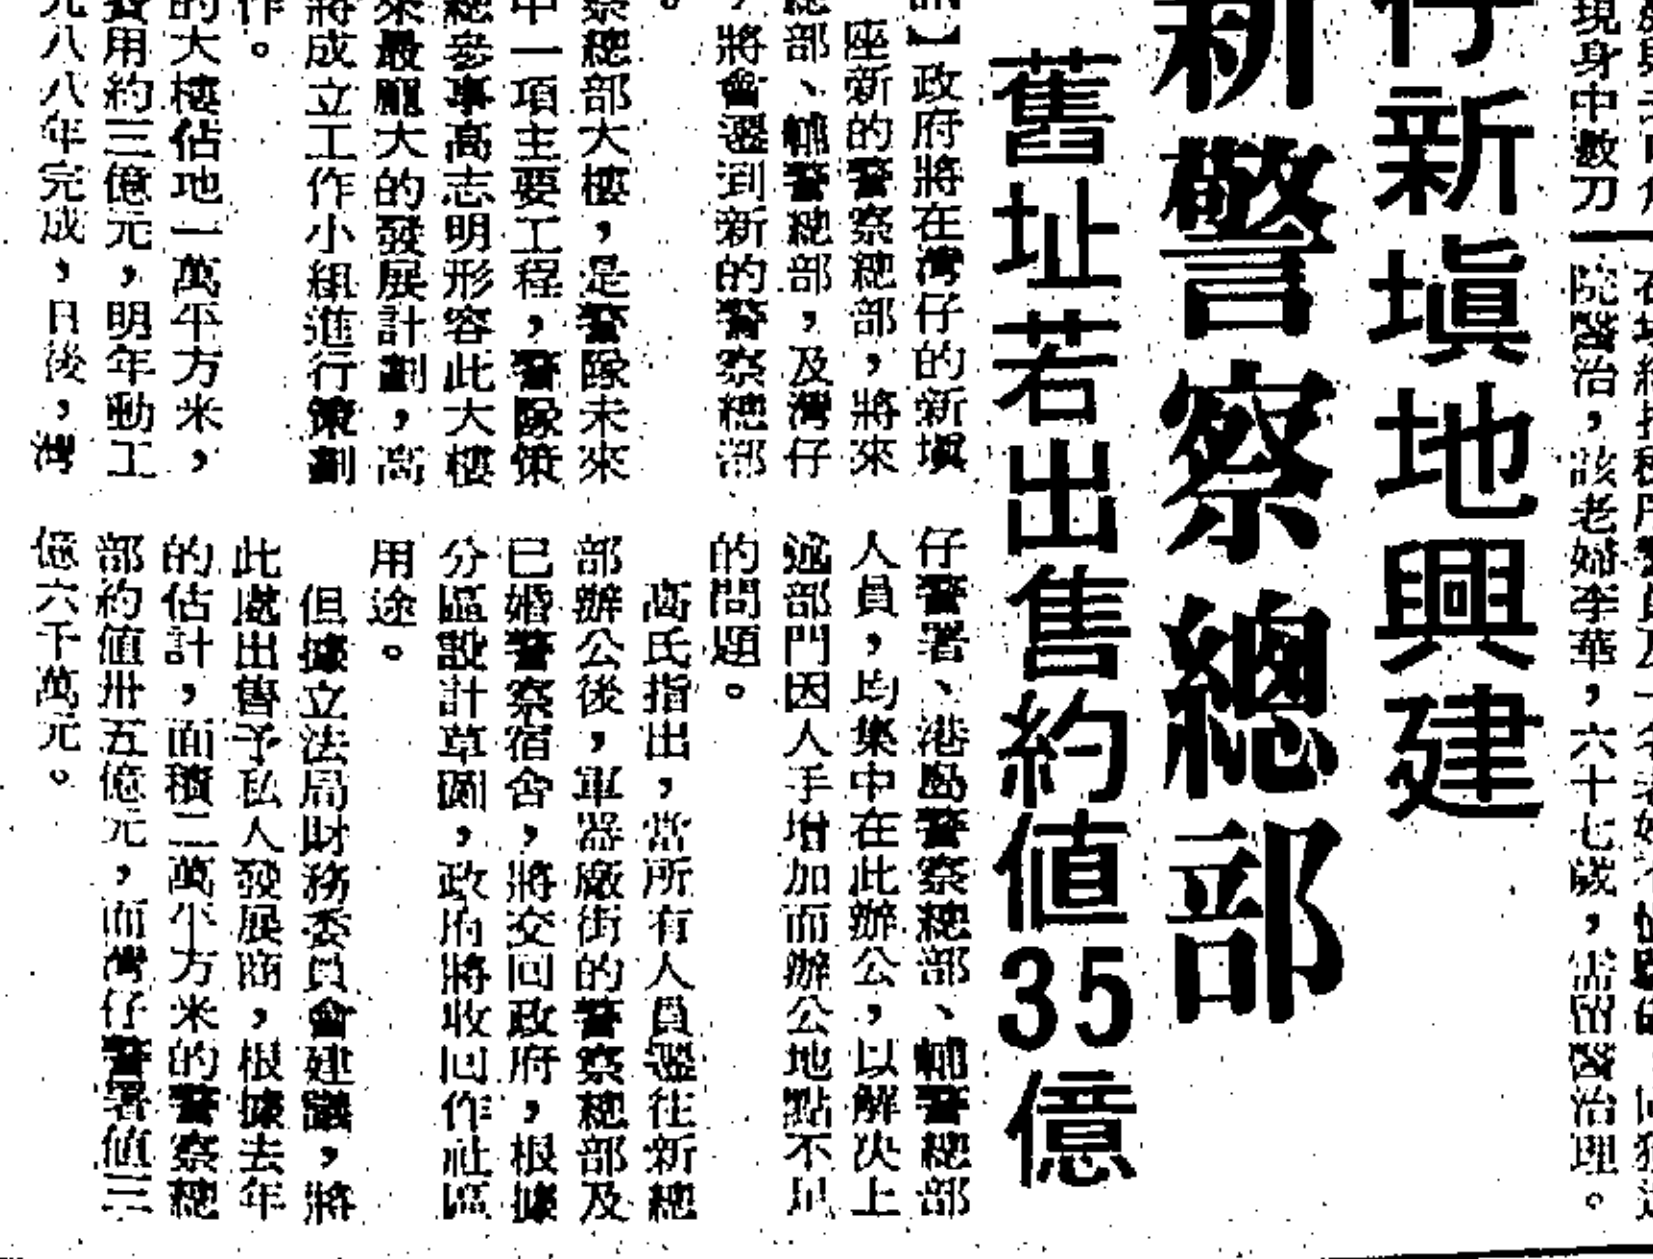 現身中數刀
院醫治，該老婦李華，六十七歲，需留醫治理。
仔新塡地興建
新警察總部
舊址若出售約値35億
】政府將在灣仔的新塡
座新的警察總部，將來
總部、輔警總部，及灣仔
，將會遷到新的警察總部
。
察總部大樓，是警隊未來
中一項主要工程，警隊策
總參事高志明形容此大樓
來最龐大的發展計劃，高
將成立工作小組進行策劃
作。
的大樓佔地一萬平方米，
費用約三億元，明年動工
元八八年完成，日後，灣
仔警署、港島警察總部、輔警總部
人員，均集中在此辦公，以解决上
述部門因人手增加而辦公地點不足
的問題。
高氏指出，當所有人員遷往新總
部辦公後，軍器廠街的警察總部及
已婚警察宿舍，將交回政府，根據
分區設計草圖，政府將收回作社區
用途。
但據立法局財務委員會建議，將
此處出售予私人發展商，根據去年
的估計，面積二萬平方米的警察總
部約値卅五億元，而灣仔警署値三
億六千萬元。